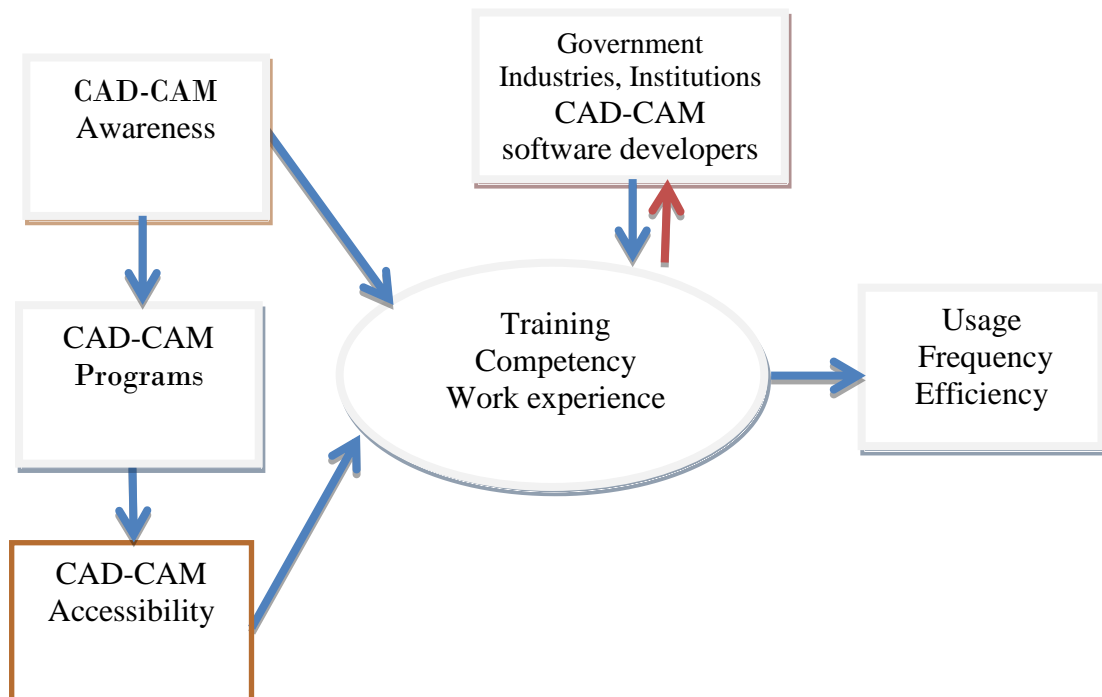 CAD-CAM
Awareness
Government
Industries, Institutions
CAD-CAM
software developers
CAD-CAM
Programs
Training
Competency
Work experience
Usage
Frequency
Efficiency
CAD-CAM
Accessibility